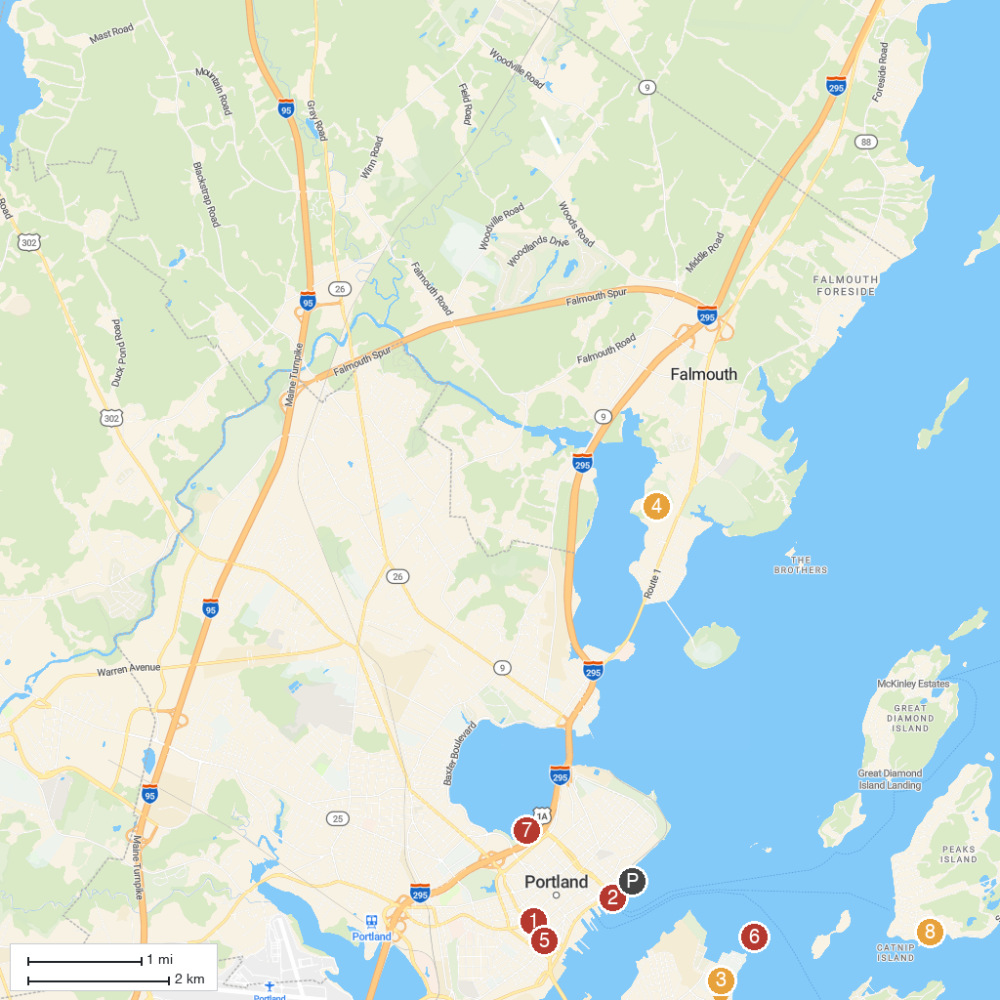 Mast Road
Woodville Road
Foreside Road
Mountain Road
Field Road
9
295
95
Gray Road
88
Winn Road
Blackstrap Road
Road
Woodville Road
Woods Road
302
Woodlands Drive
Middle Road
Falmouth Road
26
FALMOUTH
FORESIDE
95
Falmouth Spur
295
Duck Pond Road
Falmouth Road
Maine Turnpike
Falmouth Spur
Falmouth
302
9
295
4
THE
BROTHERS
26
Route 1
95
Warren Avenue
9
295
McKinley Estates
GREAT
DIAMOND
ISLAND
Baxter Boulevard
295
Great Diamond
Island Landing
95
25
1A
7
Maine Turnpike
PEAKS
ISLAND
Portland
P
2
295
1
5
Portland
6
8
CATNIP
ISLAND
1 mi
2 km
3
Portland